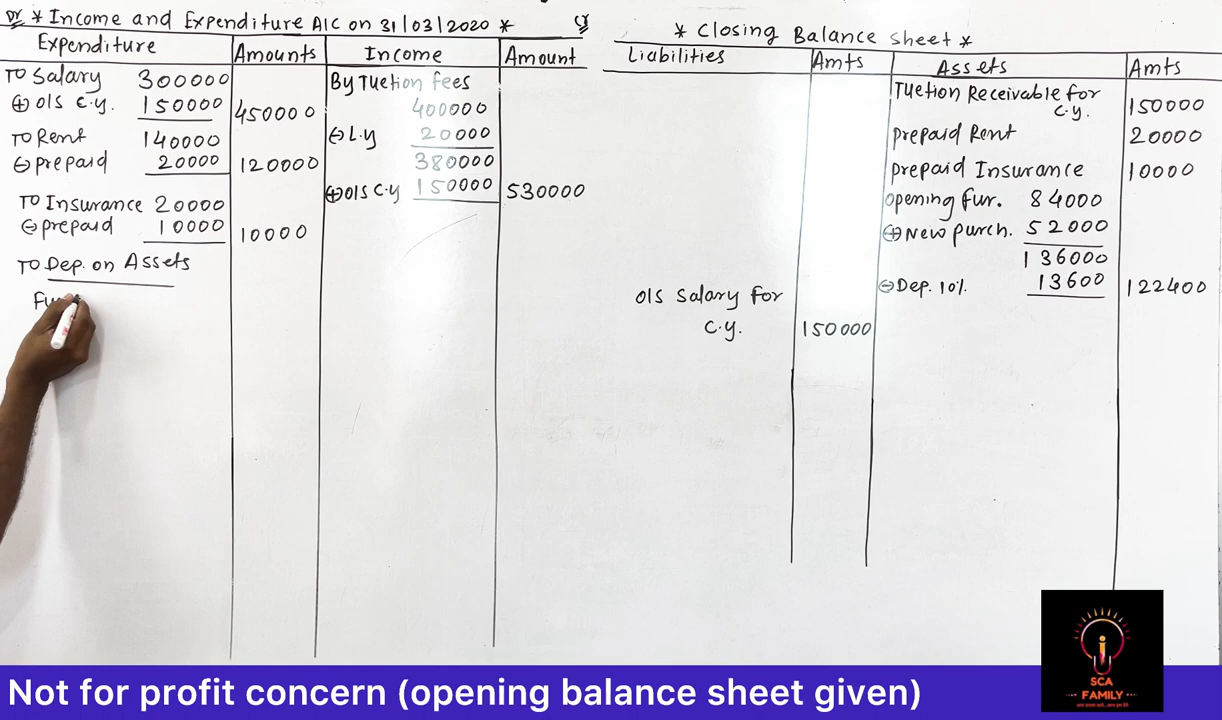 Dr * Income and Expenditure A/C on 31/03/2020 * Cr
Expenditure Amounts Income Amount
To Salary 300000
⊕ O/S C.Y. 150000 450000
To Rent 140000
⊖ prepaid 20000 120000
To Insurance 20000
⊖ prepaid 10000 10000
To Dep. on Assets
Fu
By Tuetion fees
400000
⊖ L.Y 20000
380000
⊕ O/S C.Y 150000 530000
* Closing Balance sheet *
Liabilities Amts Assets Amts
O/S Salary for
C.Y. 150000
Tuetion Receivable for
C.Y. 150000
prepaid Rent 20000
prepaid Insurance 10000
opening fur. 84000
⊕ New purch. 52000
136000
⊖ Dep. 10% 13600 122400
SCA
FAMILY
Not for profit concern (opening balance sheet given)